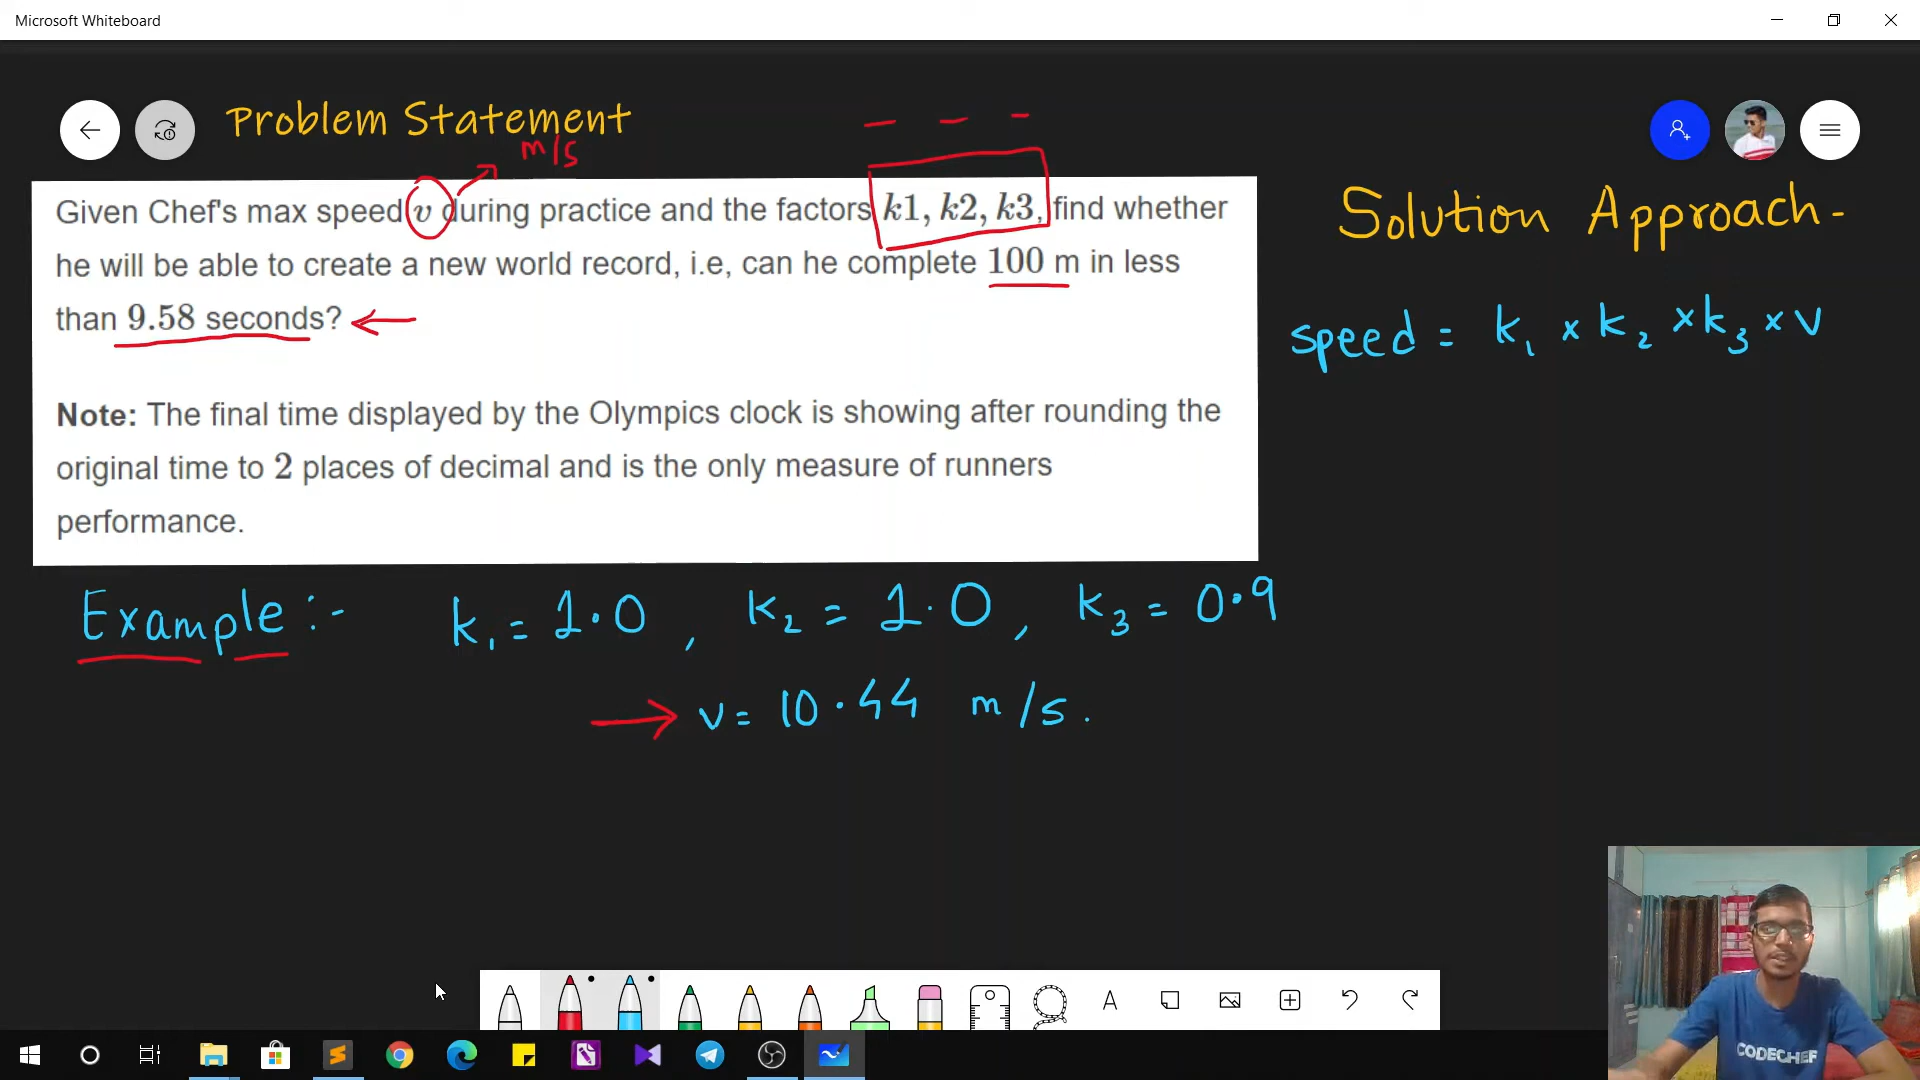 Microsoft Whiteboard
Problem Statement
m/s
Given Chef's max speed v during practice and the factors k1, k2, k3, find whether
he will be able to create a new world record, i.e, can he complete 100 m in less
than 9.58 seconds?
Note: The final time displayed by the Olympics clock is showing after rounding the
original time to 2 places of decimal and is the only measure of runners
performance.
Solution Approach-
speed = k₁ × k₂ × k₃ × v
Example :- k₁ = 1.0 , k₂ = 1.0 , k₃ = 0.9
v = 10.44 m/s.
CODECHEF